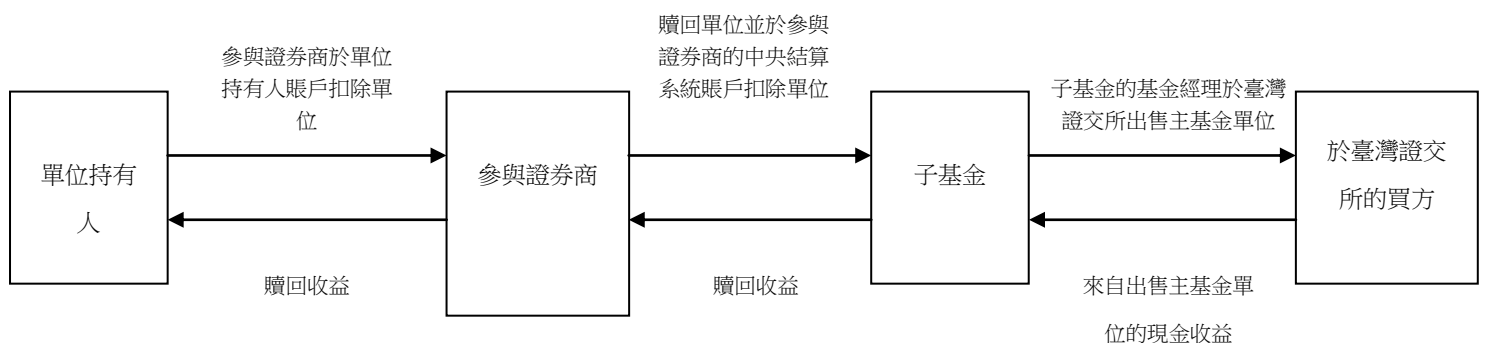 參與證券商於單位
持有人賬戶扣除單
位
贖回單位並於參與
證券商的中央結算
系統賬戶扣除單位
子基金的基金經理於臺灣
證交所出售主基金單位
單位持有
人
參與證券商
子基金
於臺灣證交
所的買方
贖回收益
贖回收益
來自出售主基金單
位的現金收益